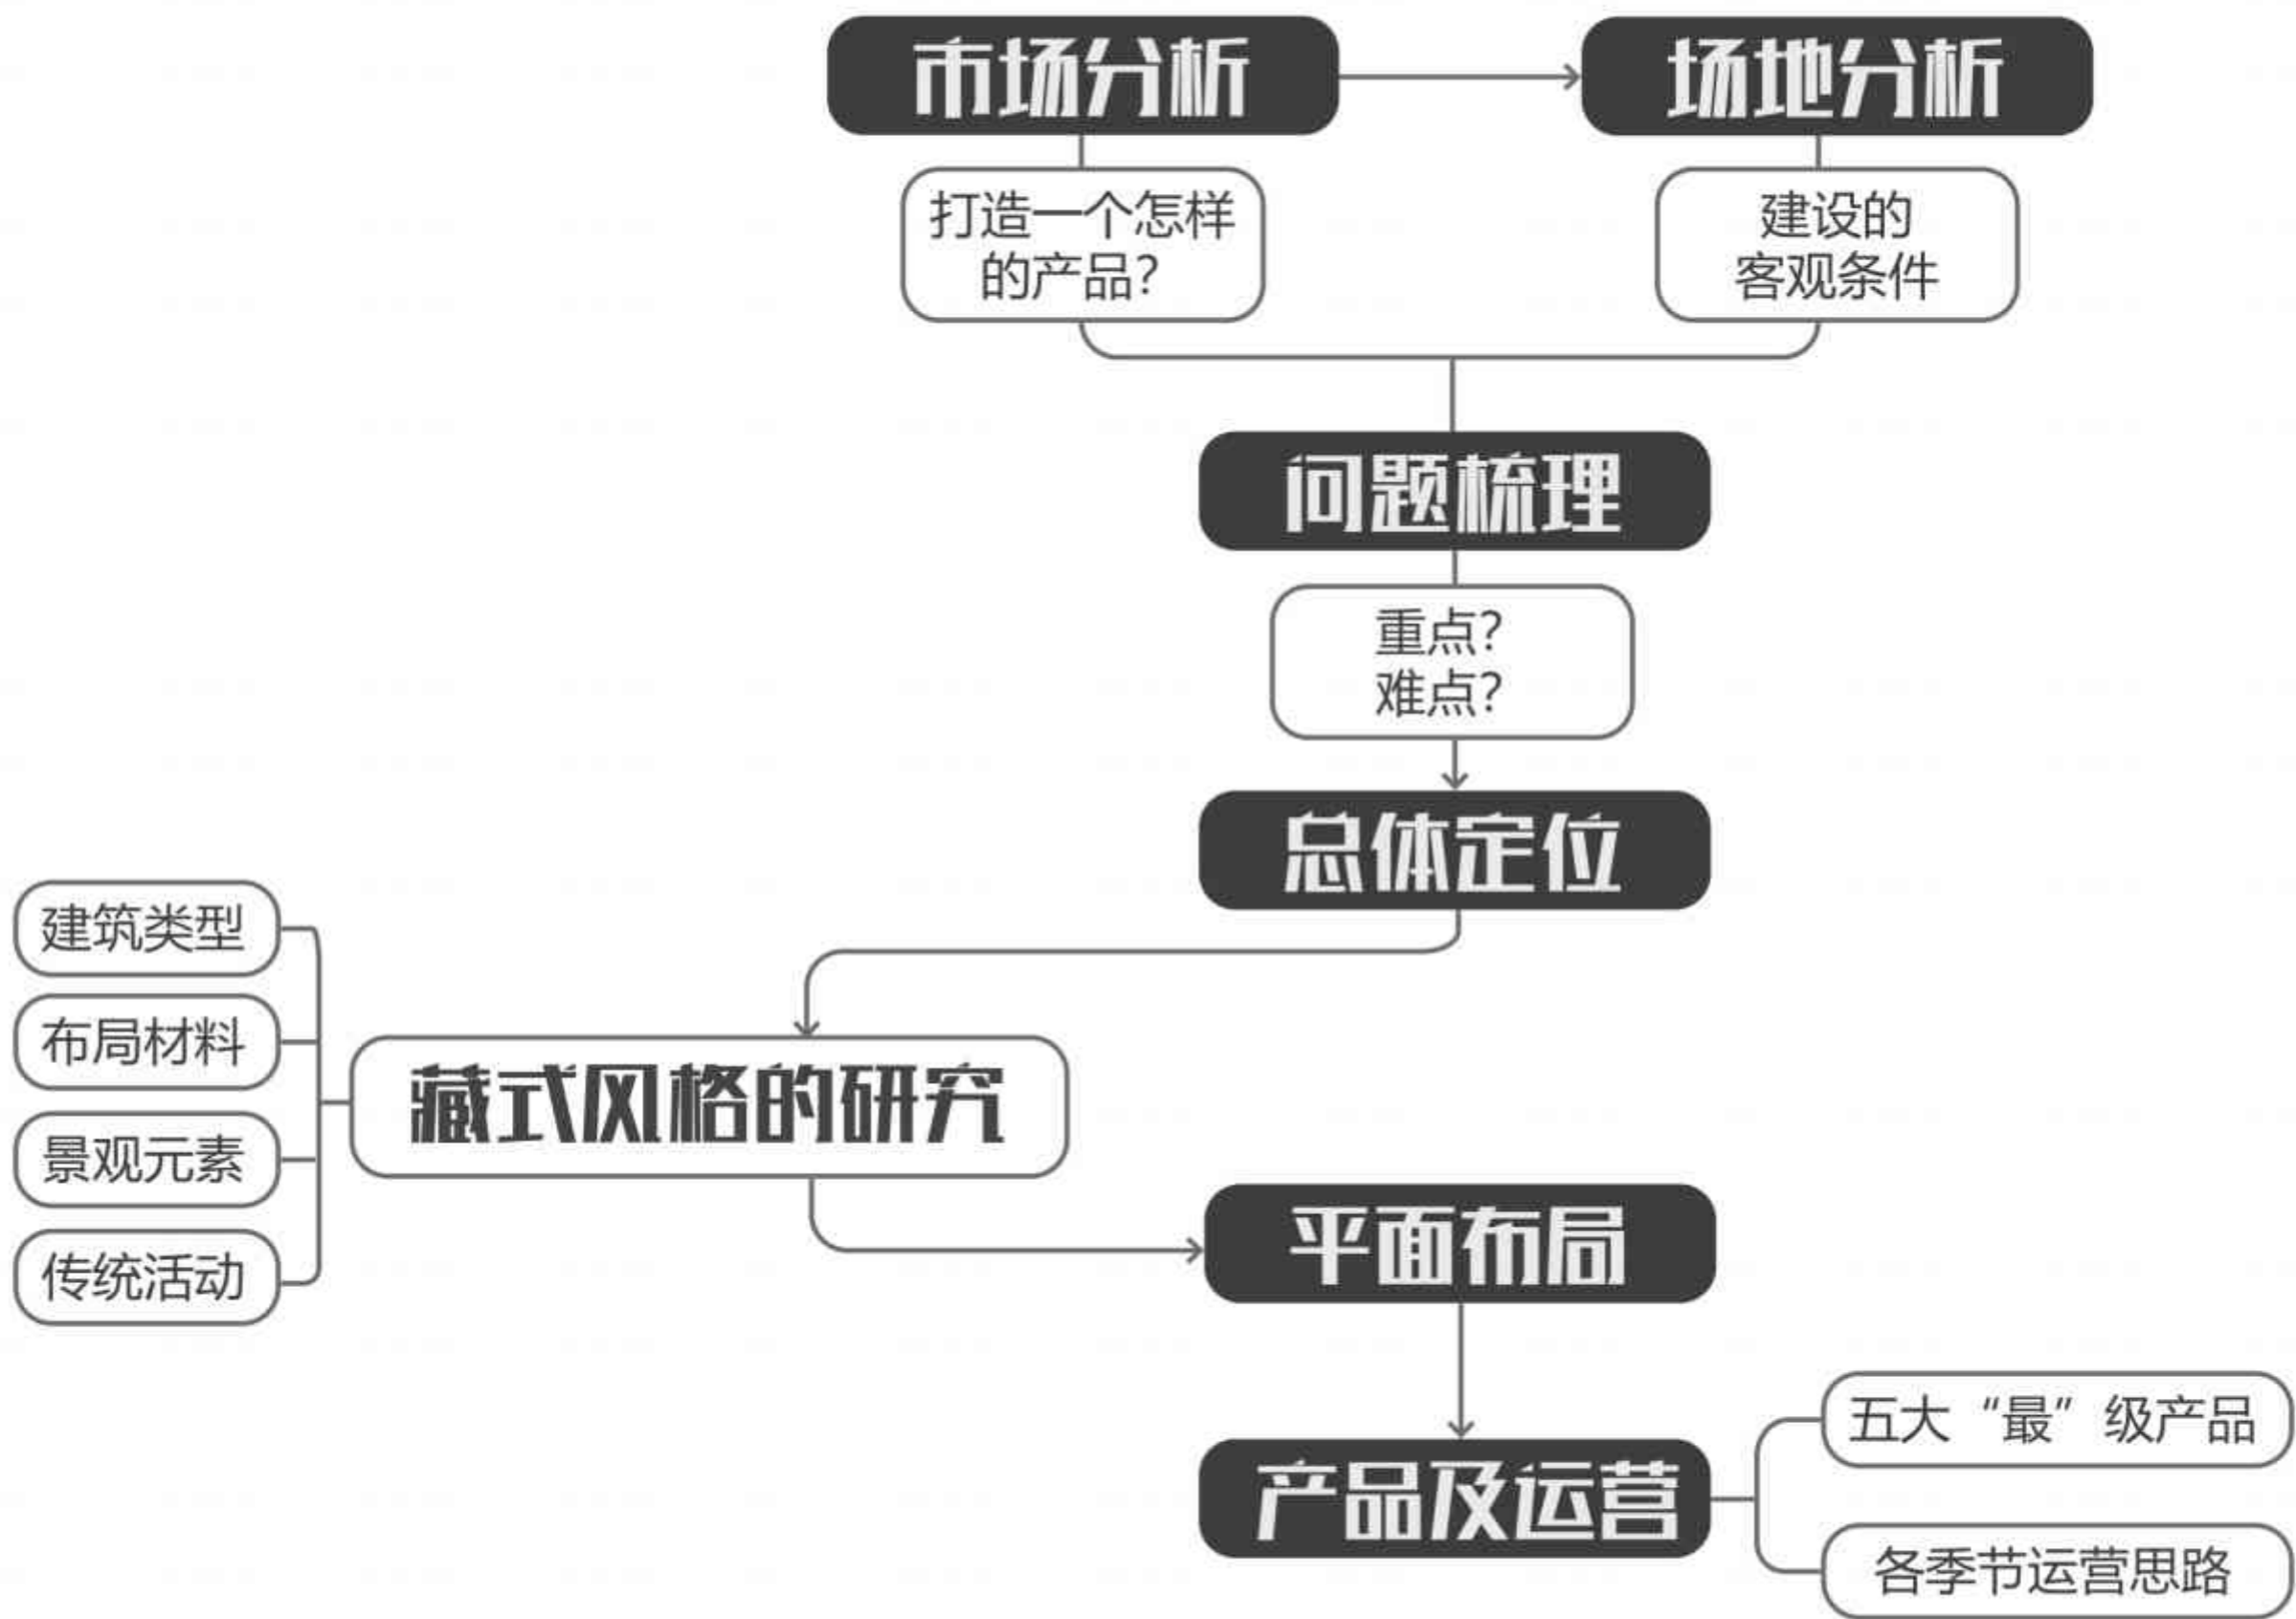 市场分析
场地分析
打造一个怎样
的产品?
建设的
客观条件
问题梳理
重点?
难点?
总体定位
建筑类型
布局材料
景观元素
传统活动
藏式风格的研究
平面布局
产品及运营
五大“最”级产品
各季节运营思路